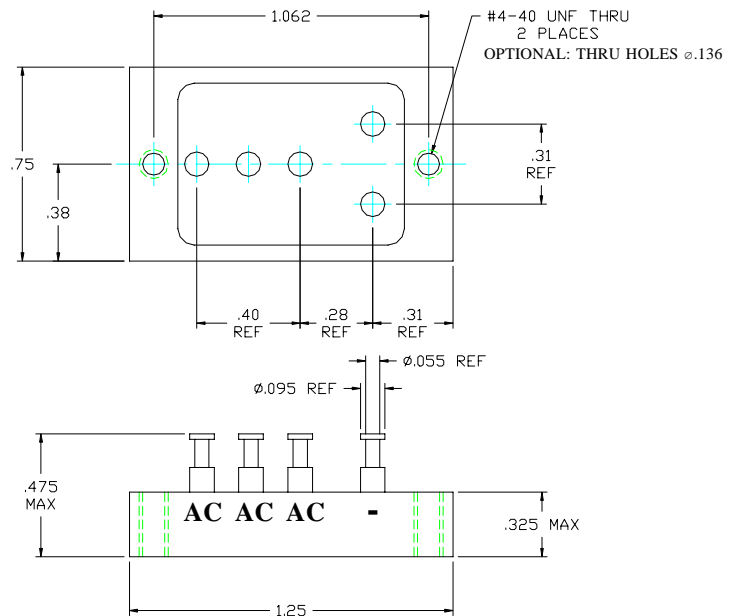 1.062
#4-40 UNF THRU
2 PLACES
OPTIONAL: THRU HOLES ⌀.136
.75
.38
.31
REF
.40
REF
.28
REF
.31
REF
⌀.055 REF
⌀.095 REF
.475
MAX
AC AC AC -
.325 MAX
1.25